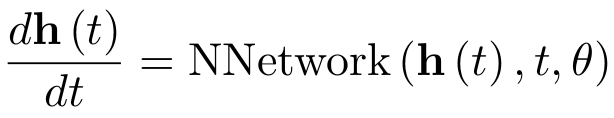 dh(t)/dt = NNetwork(h(t), t, θ)